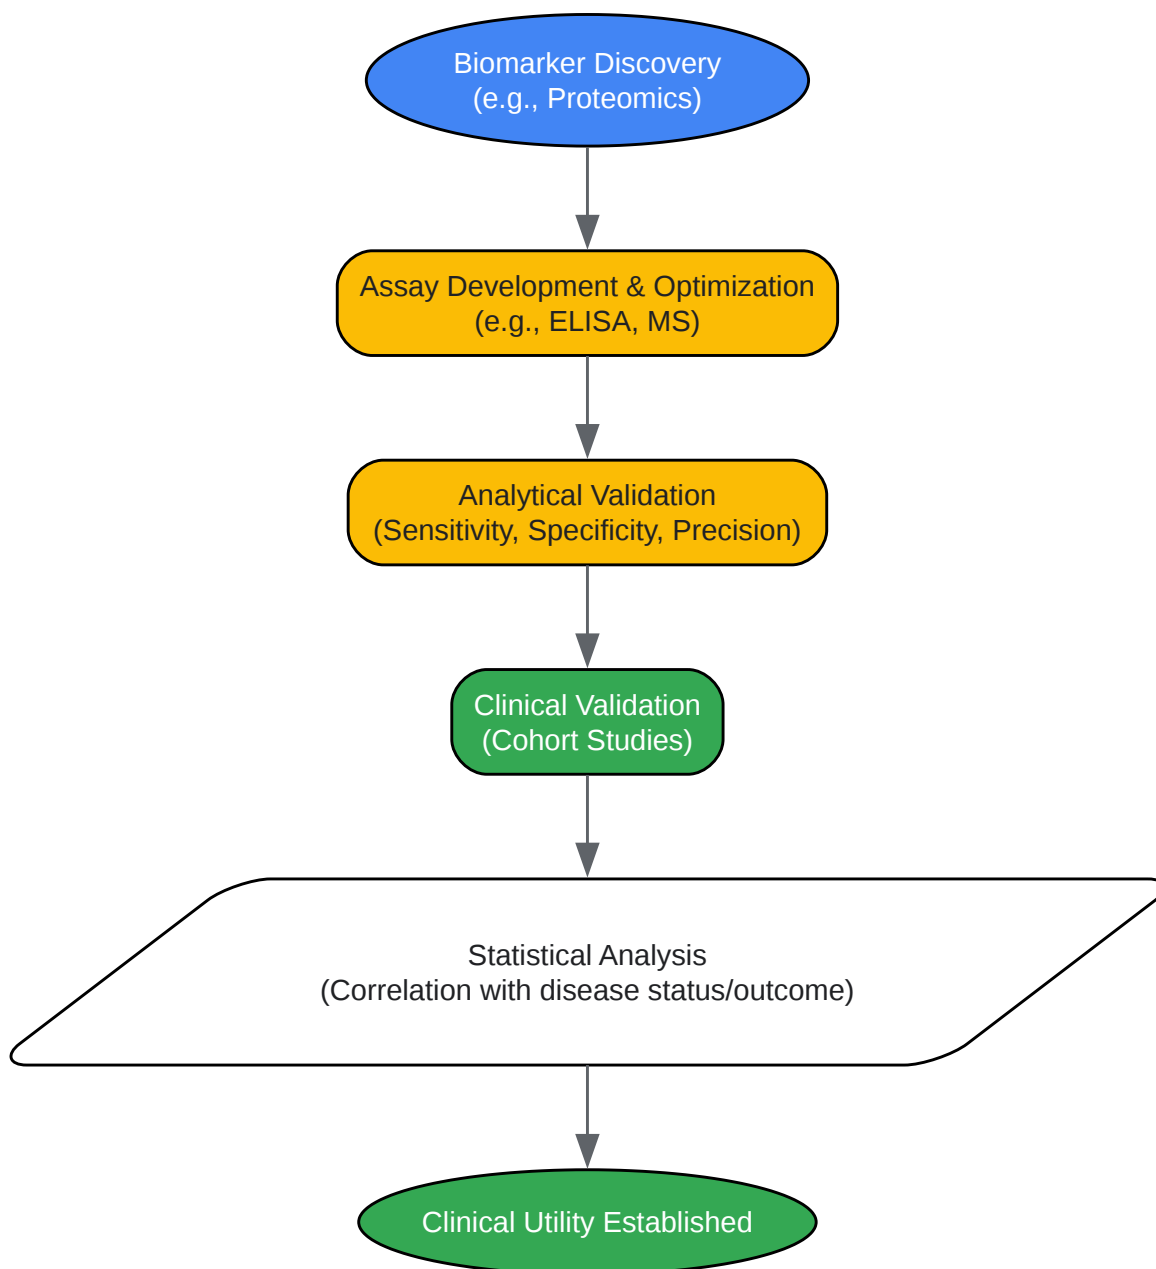 Biomarker Discovery
(e.g., Proteomics)
Assay Development & Optimization
(e.g., ELISA, MS)
Analytical Validation
(Sensitivity, Specificity, Precision)
Clinical Validation
(Cohort Studies)
Statistical Analysis
(Correlation with disease status/outcome)
Clinical Utility Established